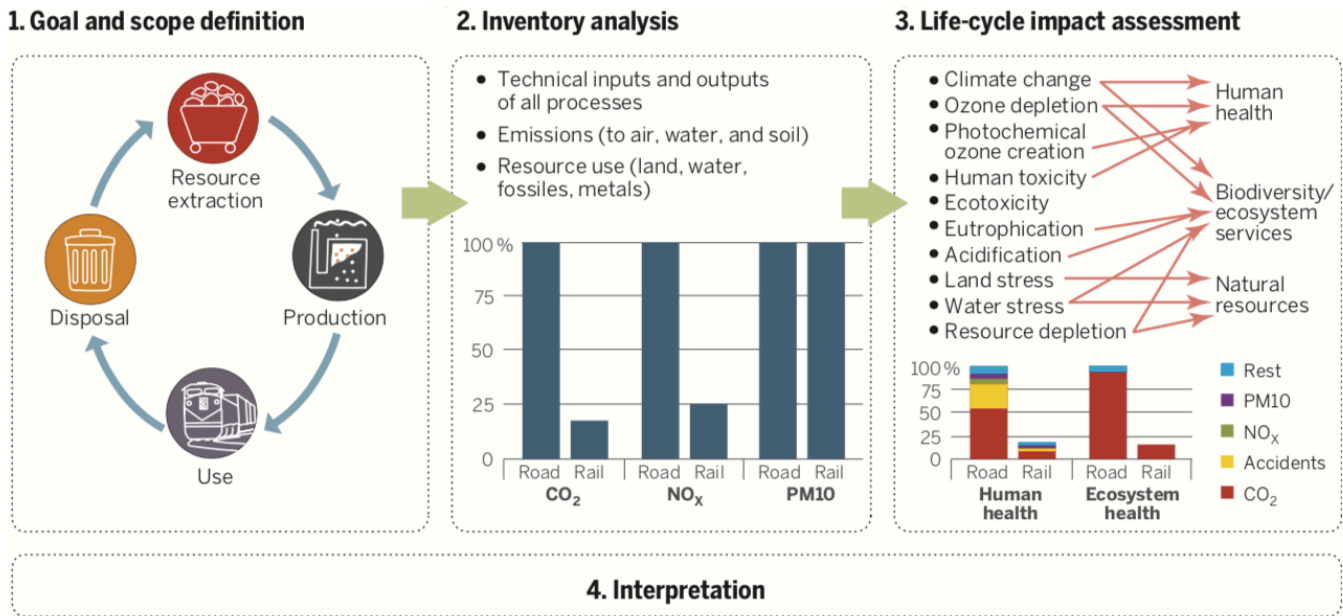 1. Goal and scope definition
Resource
extraction
Production
Use
Disposal
2. Inventory analysis
• Technical inputs and outputs
of all processes
• Emissions (to air, water, and soil)
• Resource use (land, water,
fossiles, metals)
100 %
75
50
25
0
Road Rail Road Rail Road Rail
CO₂ NOₓ PM10
3. Life-cycle impact assessment
• Climate change
• Ozone depletion
• Photochemical
ozone creation
• Human toxicity
• Ecotoxicity
• Eutrophication
• Acidification
• Land stress
• Water stress
• Resource depletion
Human
health
Biodiversity/
ecosystem
services
Natural
resources
100 %
75
50
25
0
Road Rail Road Rail
Human
health
Ecosystem
health
Rest
PM10
NOₓ
Accidents
CO₂
4. Interpretation